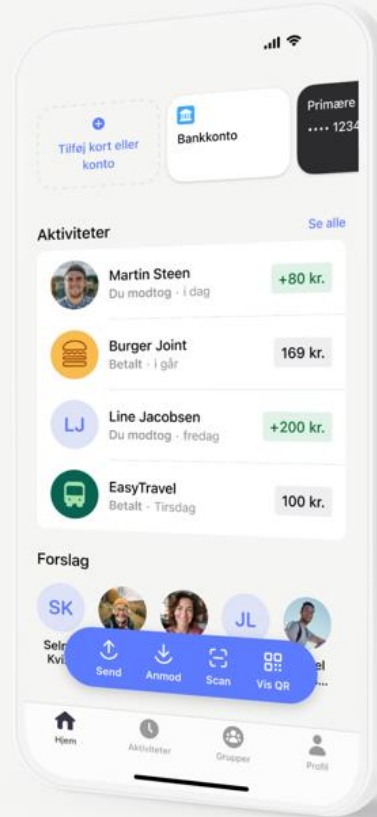 Tilføj kort eller
konto
Bankkonto
Primære
•••• 1234
Aktiviteter
Se alle
Martin Steen
Du modtog · i dag
+80 kr.
Burger Joint
Betalt · i går
169 kr.
LJ
Line Jacobsen
Du modtog · fredag
+200 kr.
EasyTravel
Betalt · Tirsdag
100 kr.
Forslag
SK
JL
Send
Anmod
Scan
Vis QR
Hjem
Aktiviteter
Grupper
Profil